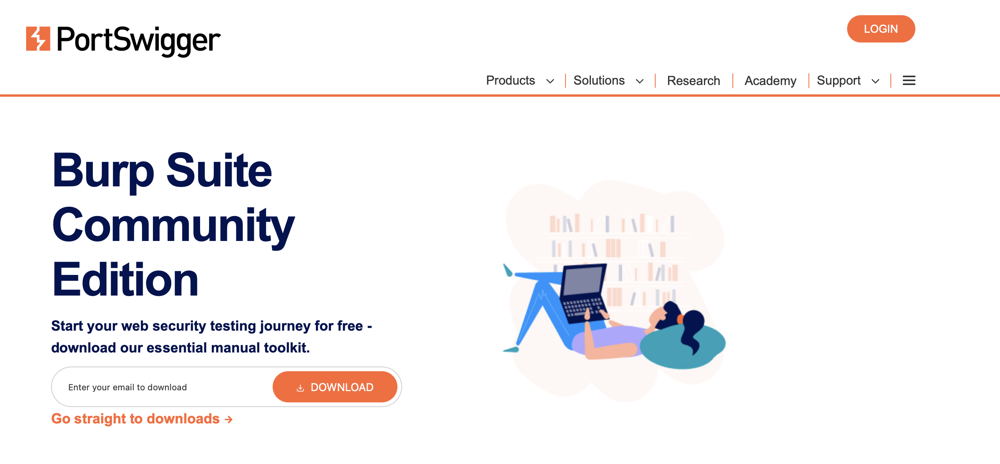 PortSwigger
LOGIN
Products
Solutions
Research
Academy
Support
Burp Suite
Community
Edition
Start your web security testing journey for free -
download our essential manual toolkit.
Enter your email to download
DOWNLOAD
Go straight to downloads →